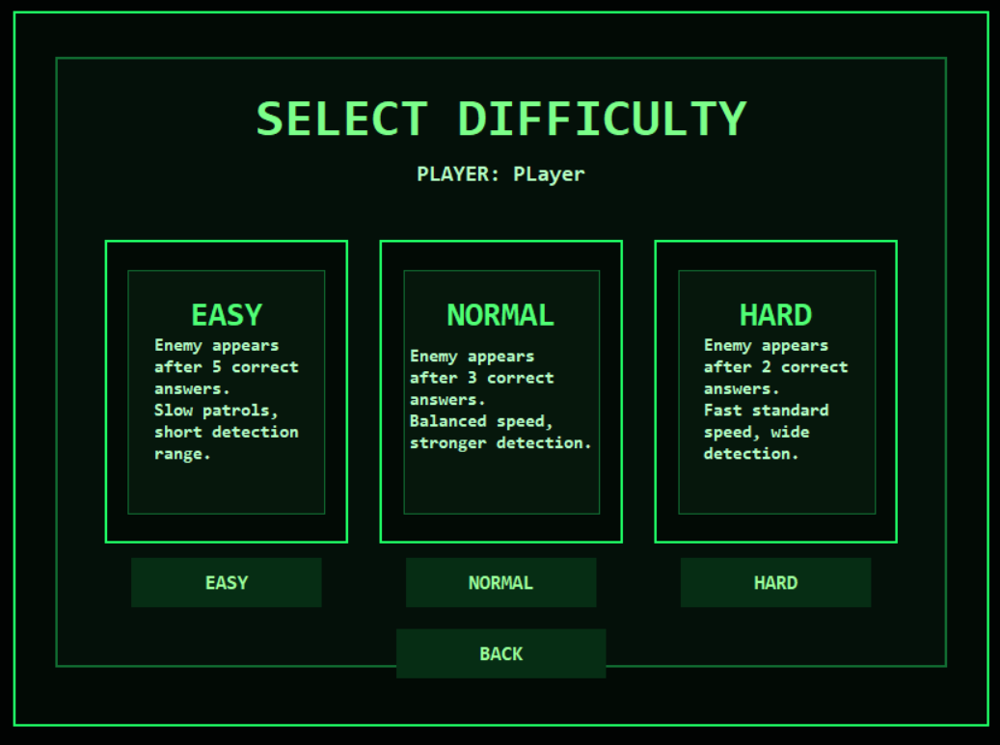 SELECT DIFFICULTY
PLAYER: PLayer
EASY
Enemy appears
after 5 correct
answers.
Slow patrols,
short detection
range.
NORMAL
Enemy appears
after 3 correct
answers.
Balanced speed,
stronger detection.
HARD
Enemy appears
after 2 correct
answers.
Fast standard
speed, wide
detection.
EASY
NORMAL
HARD
BACK